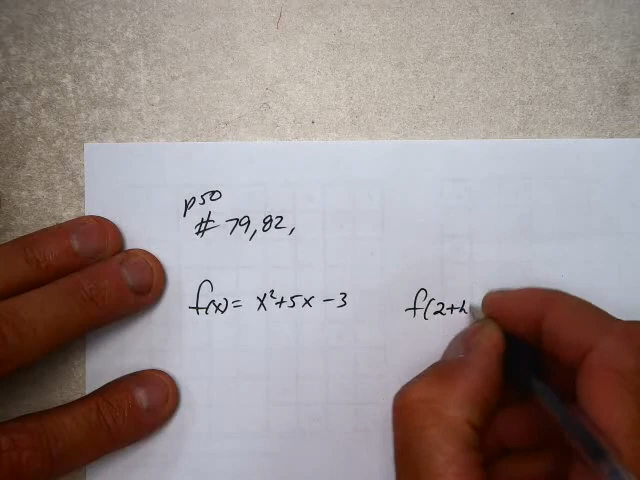 p50
# 79, 82,
f(x) = x²+5x -3 f(2+h